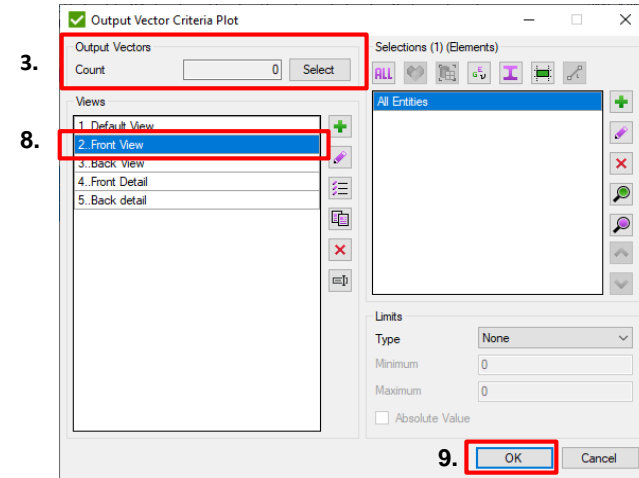 Output Vector Criteria Plot
3.
Output Vectors
Count 0 Select
8.
Views
1..Default View
2..Front View
3..Back View
4..Front Detail
5..Back detail
Selections (1) (Elements)
ALL
All Entities
Limits
Type None
Minimum 0
Maximum 0
Absolute Value
9. OK Cancel